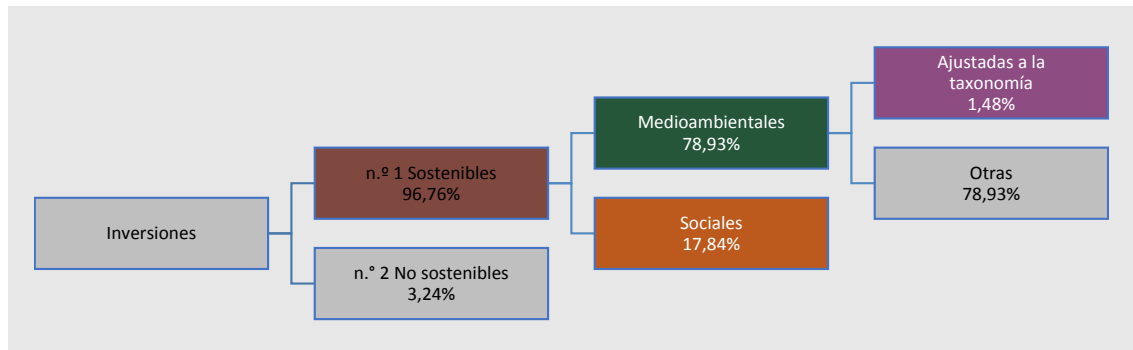 Inversiones
n.º 1 Sostenibles
96,76%
n.° 2 No sostenibles
3,24%
Medioambientales
78,93%
Sociales
17,84%
Ajustadas a la
taxonomía
1,48%
Otras
78,93%